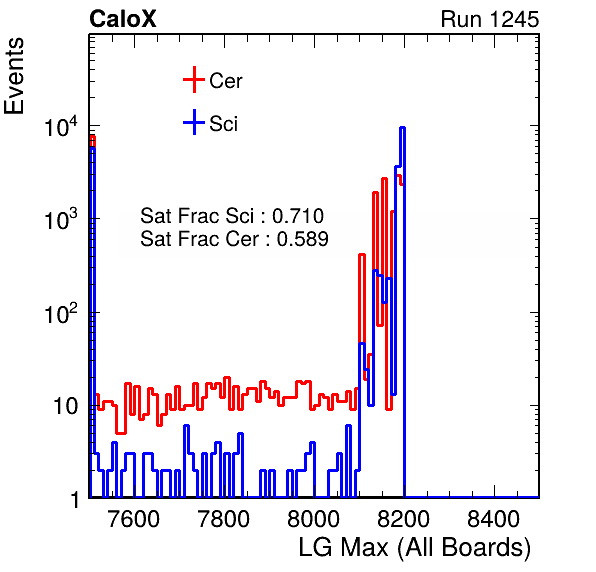 CaloX
Run 1245
Events
Cer
Sci
Sat Frac Sci : 0.710
Sat Frac Cer : 0.589
10⁴
10³
10²
10
1
7600 7800 8000 8200 8400
LG Max (All Boards)